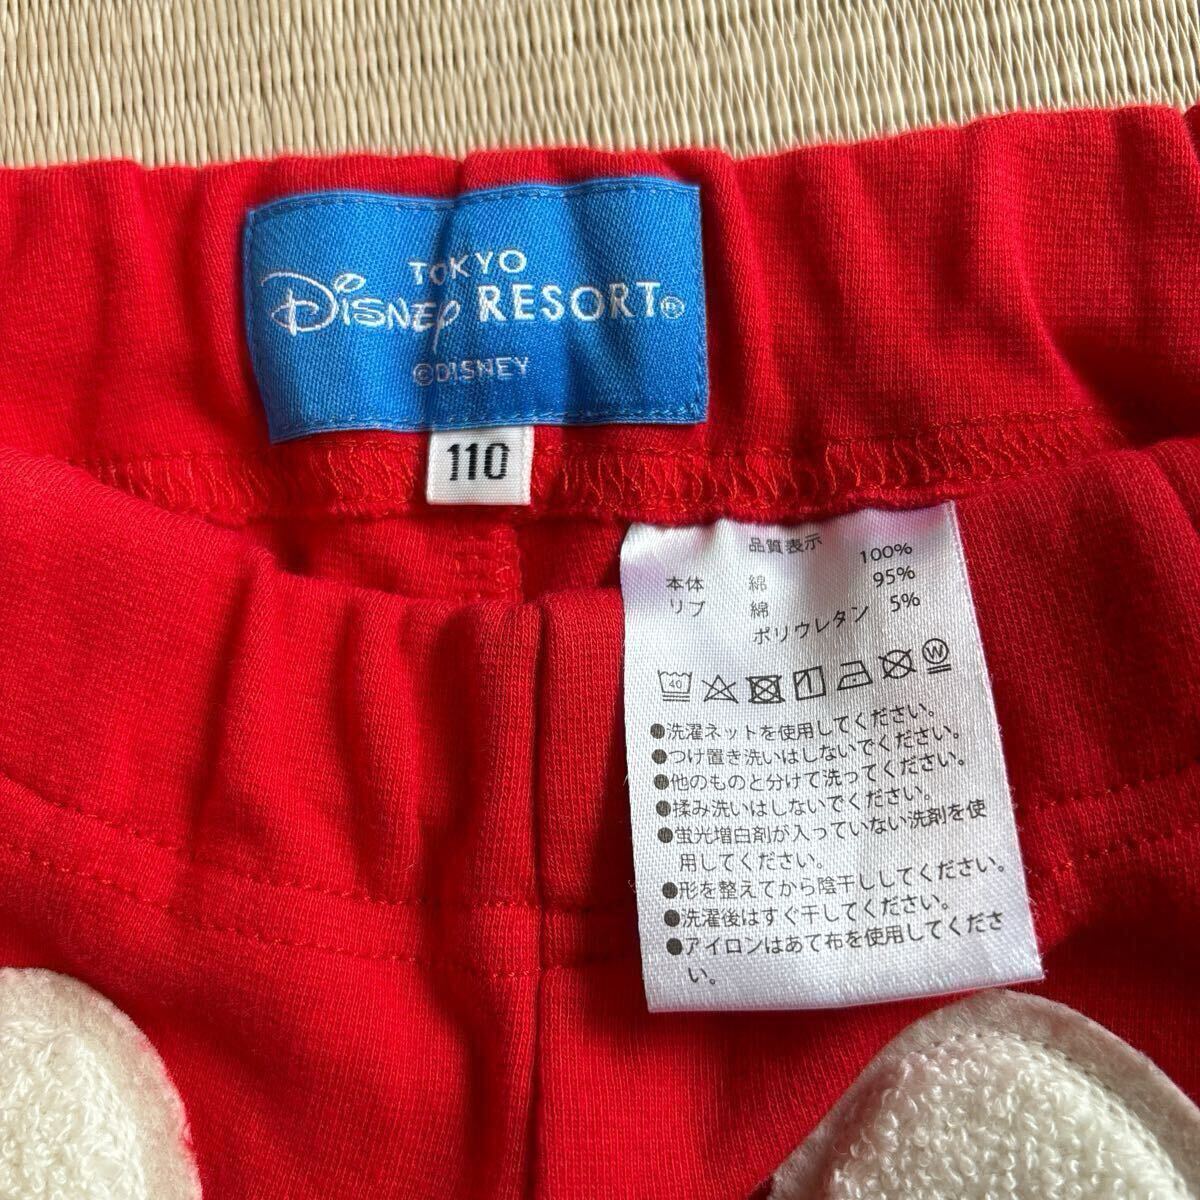 TOKYO
Disney RESORT®
©DISNEY
110
品質表示
本体 綿 100%
リブ 綿 95%
ポリウレタン 5%
40 W
●洗濯ネットを使用してください。
●つけ置き洗いはしないでください。
●他のものと分けて洗ってください。
●揉み洗いはしないでください。
●蛍光増白剤が入っていない洗剤を使
用してください。
●形を整えてから陰干ししてください。
●洗濯後はすぐ干してください。
●アイロンはあて布を使用してくださ
い。